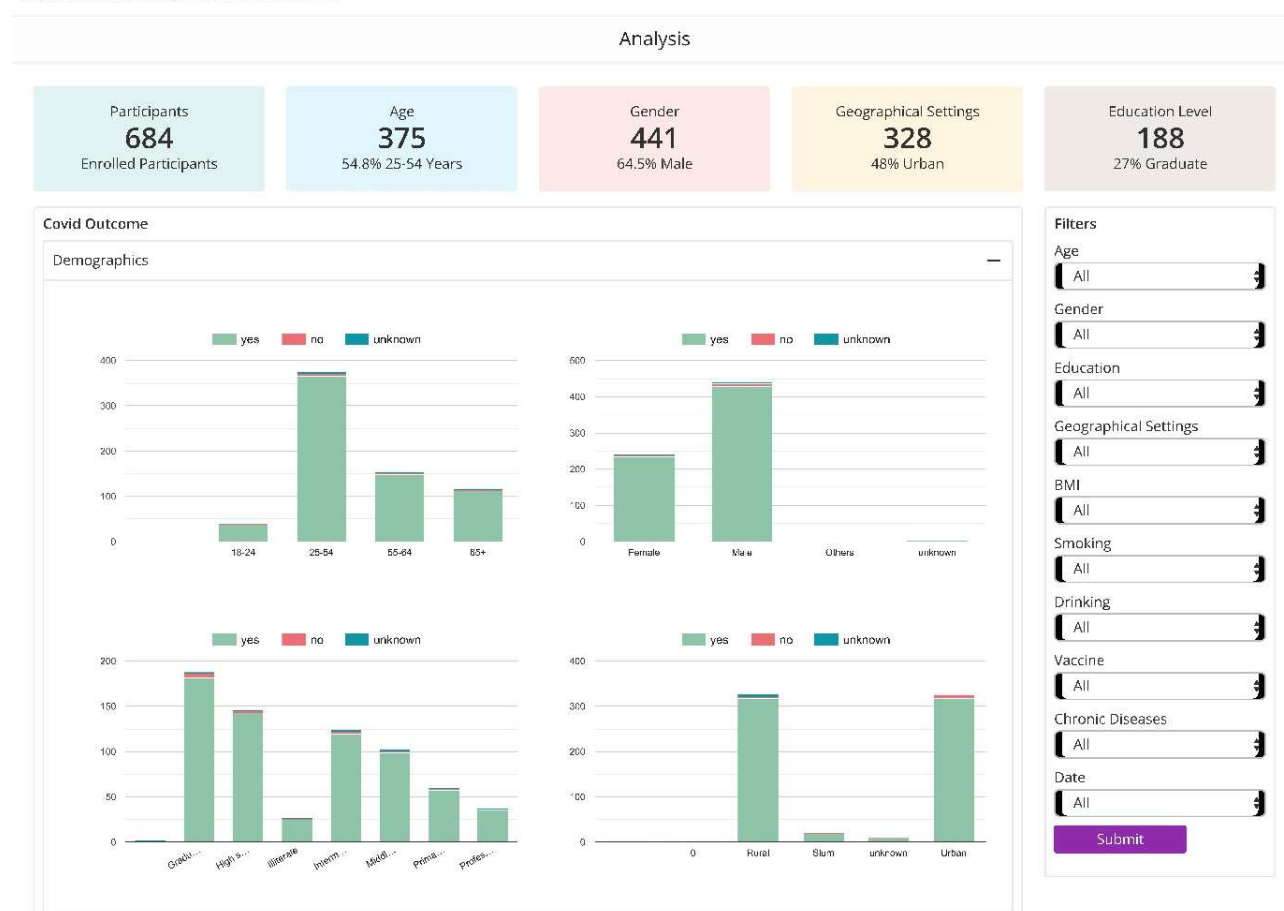 Analysis
Participants
684
Enrolled Participants
Age
375
54.8% 25-54 Years
Gender
441
64.5% Male
Geographical Settings
328
48% Urban
Education Level
188
27% Graduate
Covid Outcome
Demographics
yes no unknown
400
300
200
100
0
18-24 25-54 55-64 65+
yes no unknown
500
400
300
200
100
0
Female Male Others unknown
yes no unknown
200
150
100
50
0
Gradu... High s... Illiterate Interm... Middl... Prima... Profes...
yes no unknown
400
300
200
100
0
0 Rural Slum unknown Urban
Filters
Age
All
Gender
All
Education
All
Geographical Settings
All
BMI
All
Smoking
All
Drinking
All
Vaccine
All
Chronic Diseases
All
Date
All
Submit